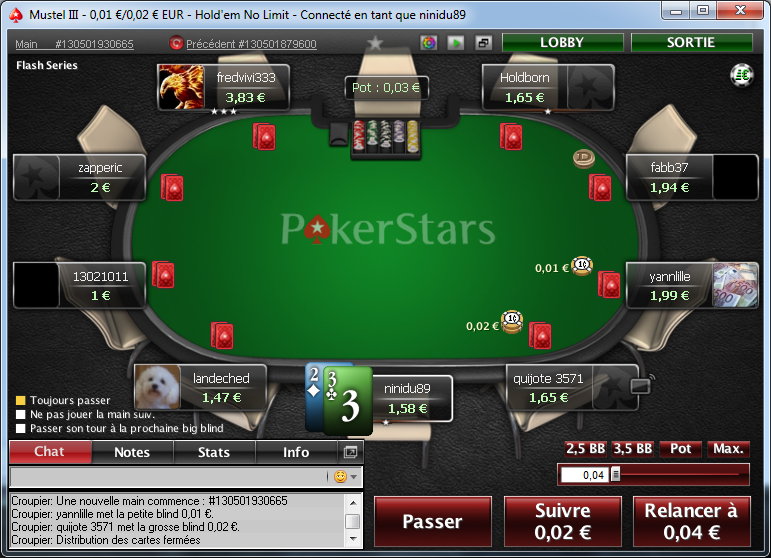 Mustel III - 0,01 €/0,02 € EUR - Hold'em No Limit - Connecté en tant que ninidu89
Main #130501930665
Précédent #130501879600
LOBBY
SORTIE
Flash Series
fredvivi333
3,83 €
Pot : 0,03 €
Holdborn
1,65 €
zapperic
2 €
D
fabb37
1,94 €
PokerStars
13021011
1 €
0,01 €
1¢
yannlille
1,99 €
0,02 €
1¢
landeched
1,47 €
2
3
3
ninidu89
1,58 €
quijote 3571
1,65 €
Toujours passer
Ne pas jouer la main suiv.
Passer son tour à la prochaine big blind
Chat
Notes
Stats
Info
2,5 BB
3,5 BB
Pot
Max.
0,04
Croupier: Une nouvelle main commence : #130501930665
Croupier: yannlille met la petite blind 0,01 €.
Croupier: quijote 3571 met la grosse blind 0,02 €.
Croupier: Distribution des cartes fermées
Passer
Suivre
0,02 €
Relancer à
0,04 €